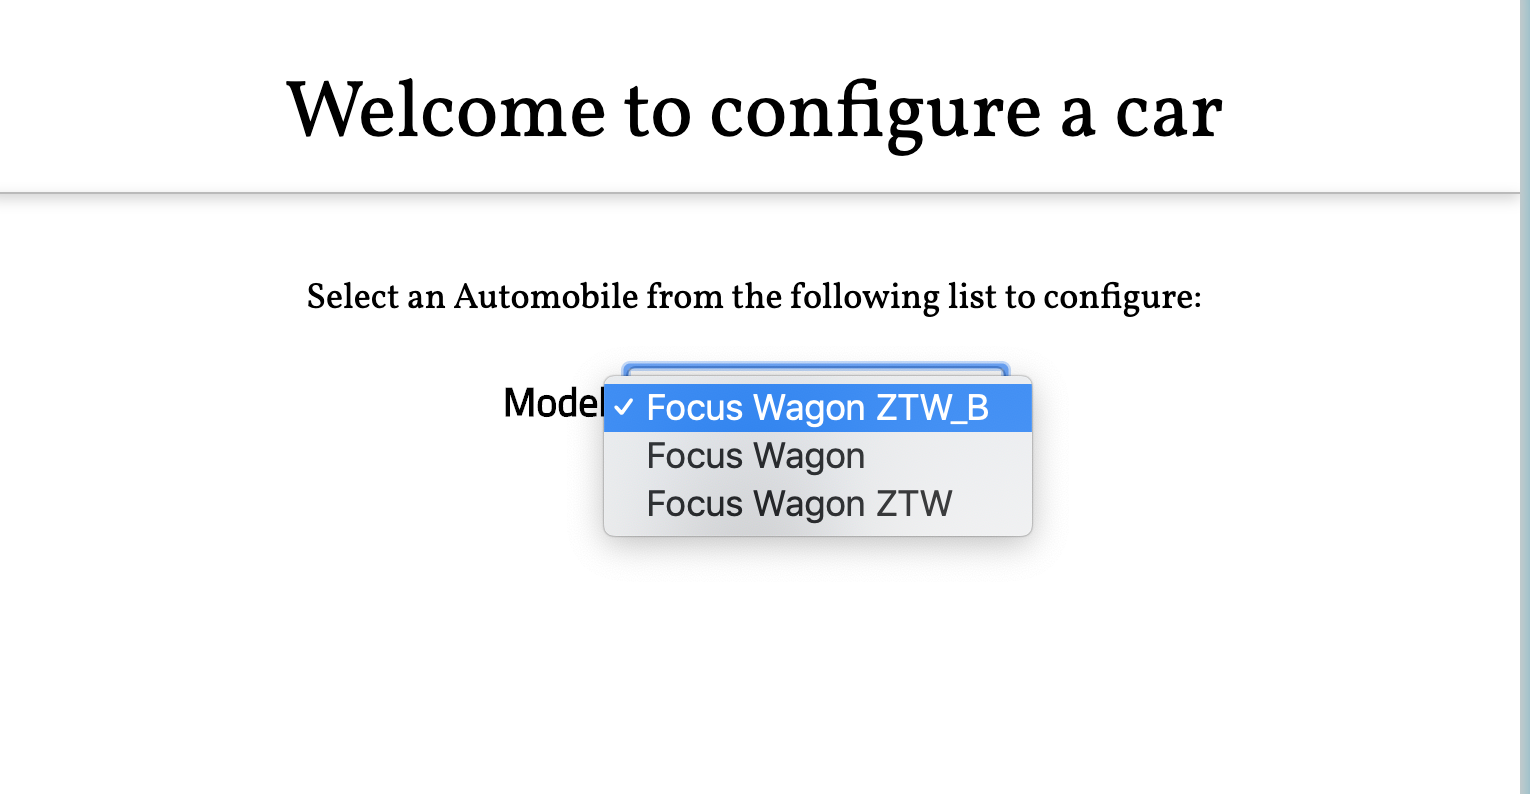 Welcome to configure a car
Select an Automobile from the following list to configure:
Model
✓ Focus Wagon ZTW_B
Focus Wagon
Focus Wagon ZTW